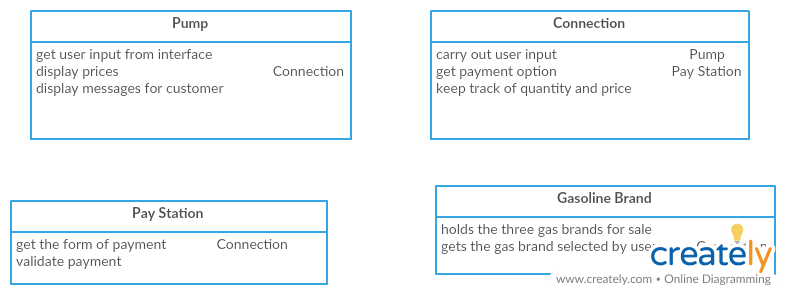 Pump
get user input from interface
display prices Connection
display messages for customer
Connection
carry out user input Pump
get payment option Pay Station
keep track of quantity and price
Pay Station
get the form of payment Connection
validate payment
Gasoline Brand
holds the three gas brands for sale
gets the gas brand selected by user
creately
www.creately.com • Online Diagramming